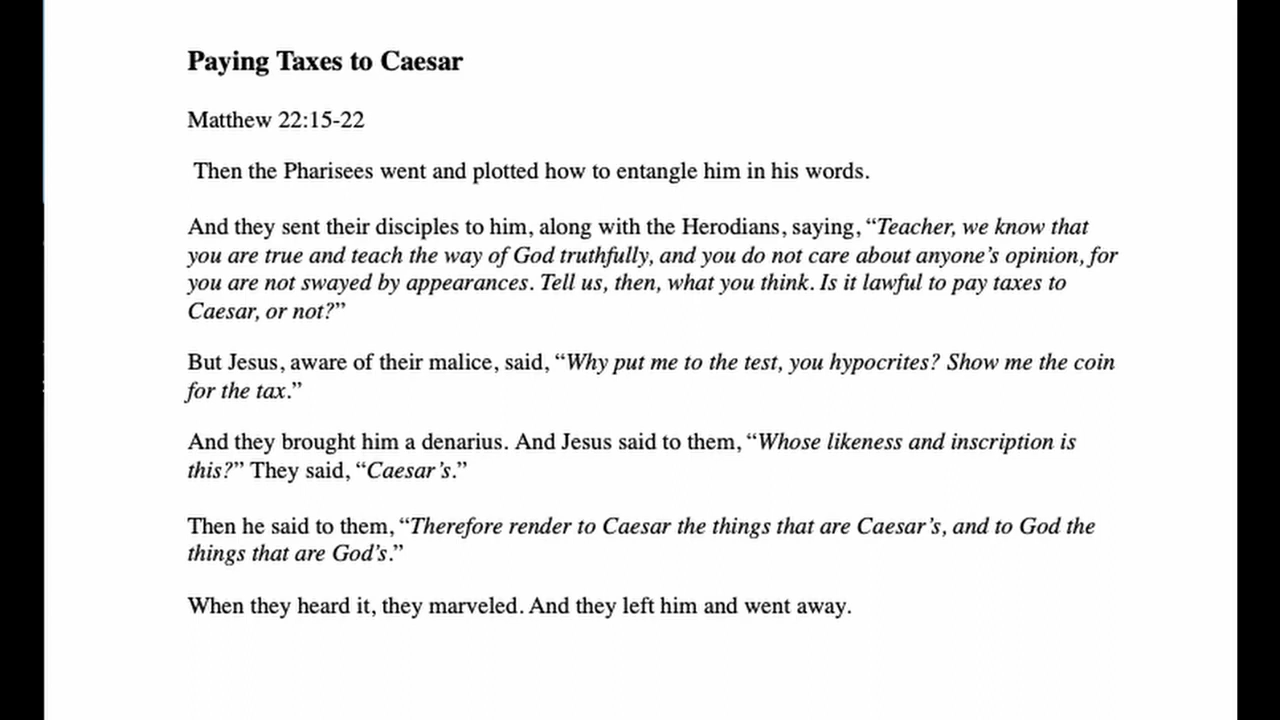 Paying Taxes to Caesar
Matthew 22:15-22
Then the Pharisees went and plotted how to entangle him in his words.
And they sent their disciples to him, along with the Herodians, saying, “Teacher, we know that
you are true and teach the way of God truthfully, and you do not care about anyone’s opinion, for
you are not swayed by appearances. Tell us, then, what you think. Is it lawful to pay taxes to
Caesar, or not?”
But Jesus, aware of their malice, said, “Why put me to the test, you hypocrites? Show me the coin
for the tax.”
And they brought him a denarius. And Jesus said to them, “Whose likeness and inscription is
this?” They said, “Caesar’s.”
Then he said to them, “Therefore render to Caesar the things that are Caesar’s, and to God the
things that are God’s.”
When they heard it, they marveled. And they left him and went away.